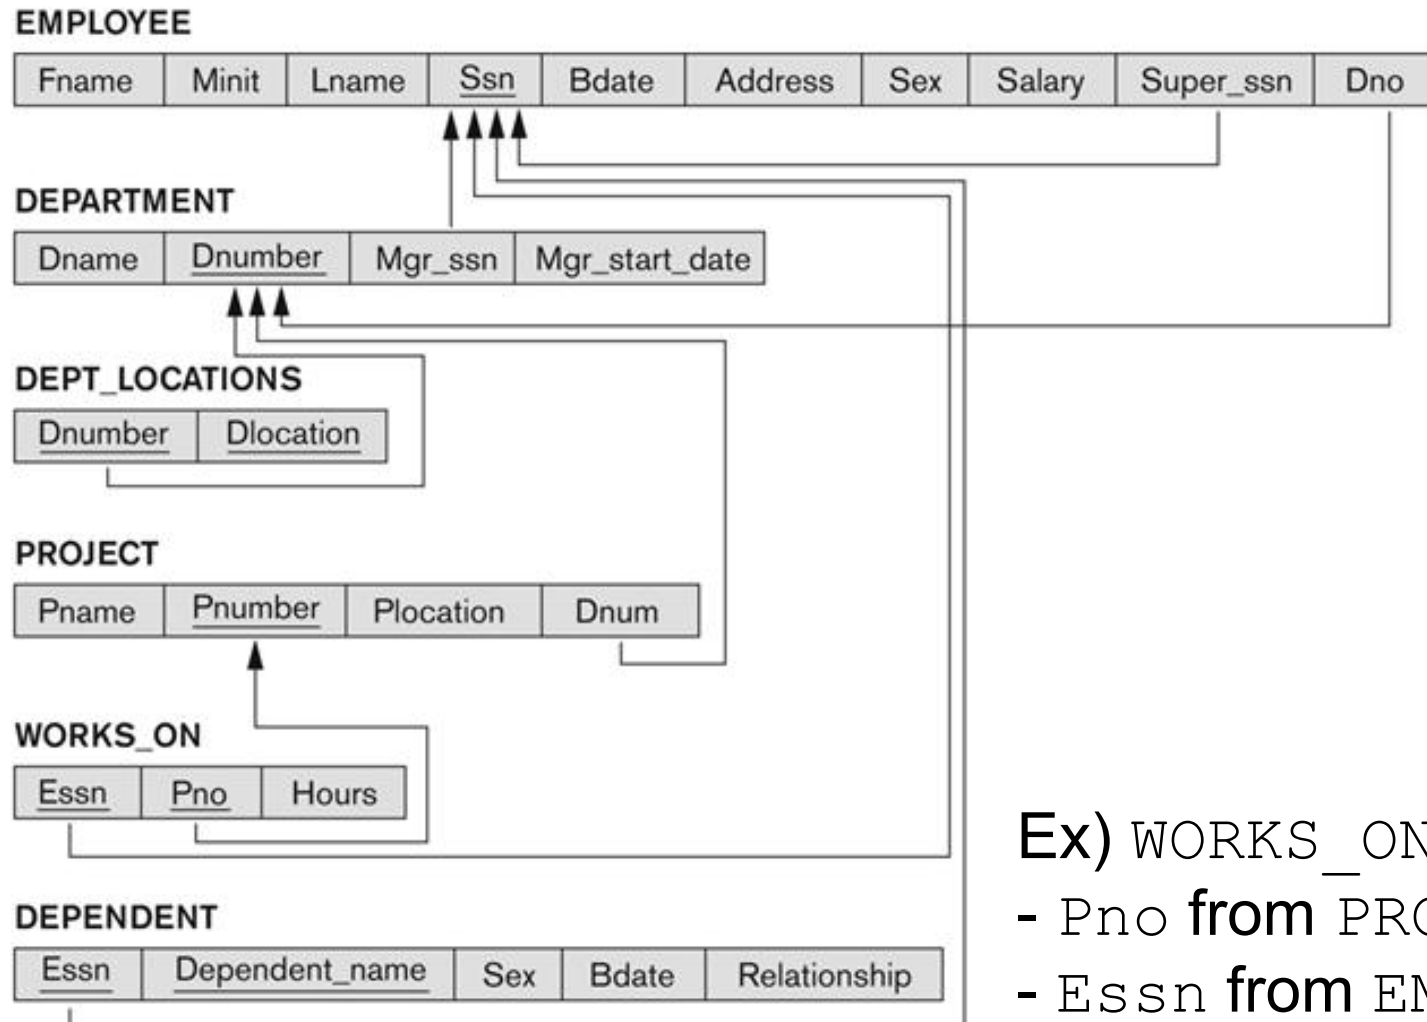 EMPLOYEE
Fname Minit Lname Ssn Bdate Address Sex Salary Super_ssn Dno
DEPARTMENT
Dname Dnumber Mgr_ssn Mgr_start_date
DEPT_LOCATIONS
Dnumber Dlocation
PROJECT
Pname Pnumber Plocation Dnum
WORKS_ON
Essn Pno Hours
DEPENDENT
Essn Dependent_name Sex Bdate Relationship
Ex) WORKS_ON
- Pno from
- Essn from